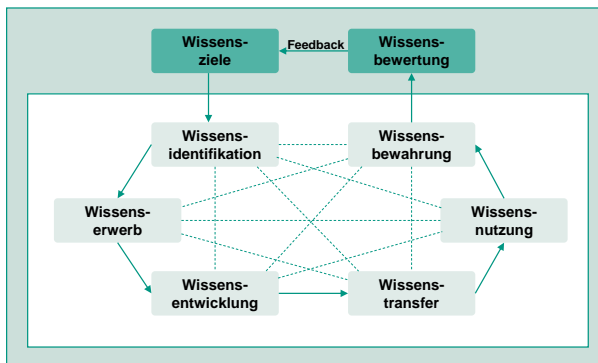 Wissens-
ziele
Feedback
Wissens-
bewertung
Wissens-
identifikation
Wissens-
bewahrung
Wissens-
erwerb
Wissens-
nutzung
Wissens-
entwicklung
Wissens-
transfer